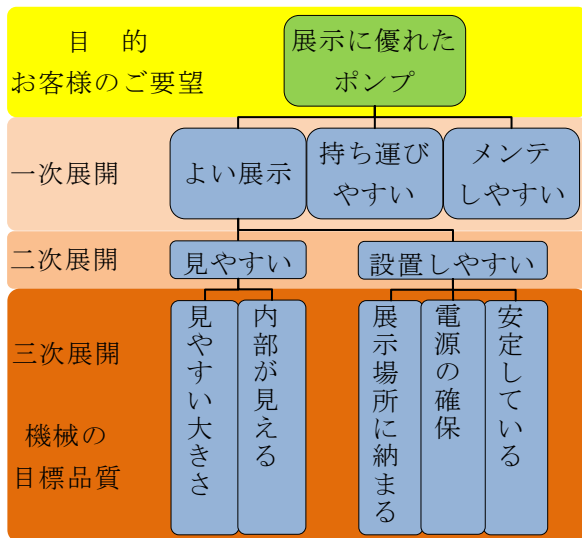 目　的
お客様のご要望
展示に優れた
ポンプ
一次展開
よい展示
持ち運び
やすい
メンテ
しやすい
二次展開
見やすい
設置しやすい
三次展開
機械の
目標品質
見やすい大きさ
内部が見える
展示場所に納まる
電源の確保
安定している